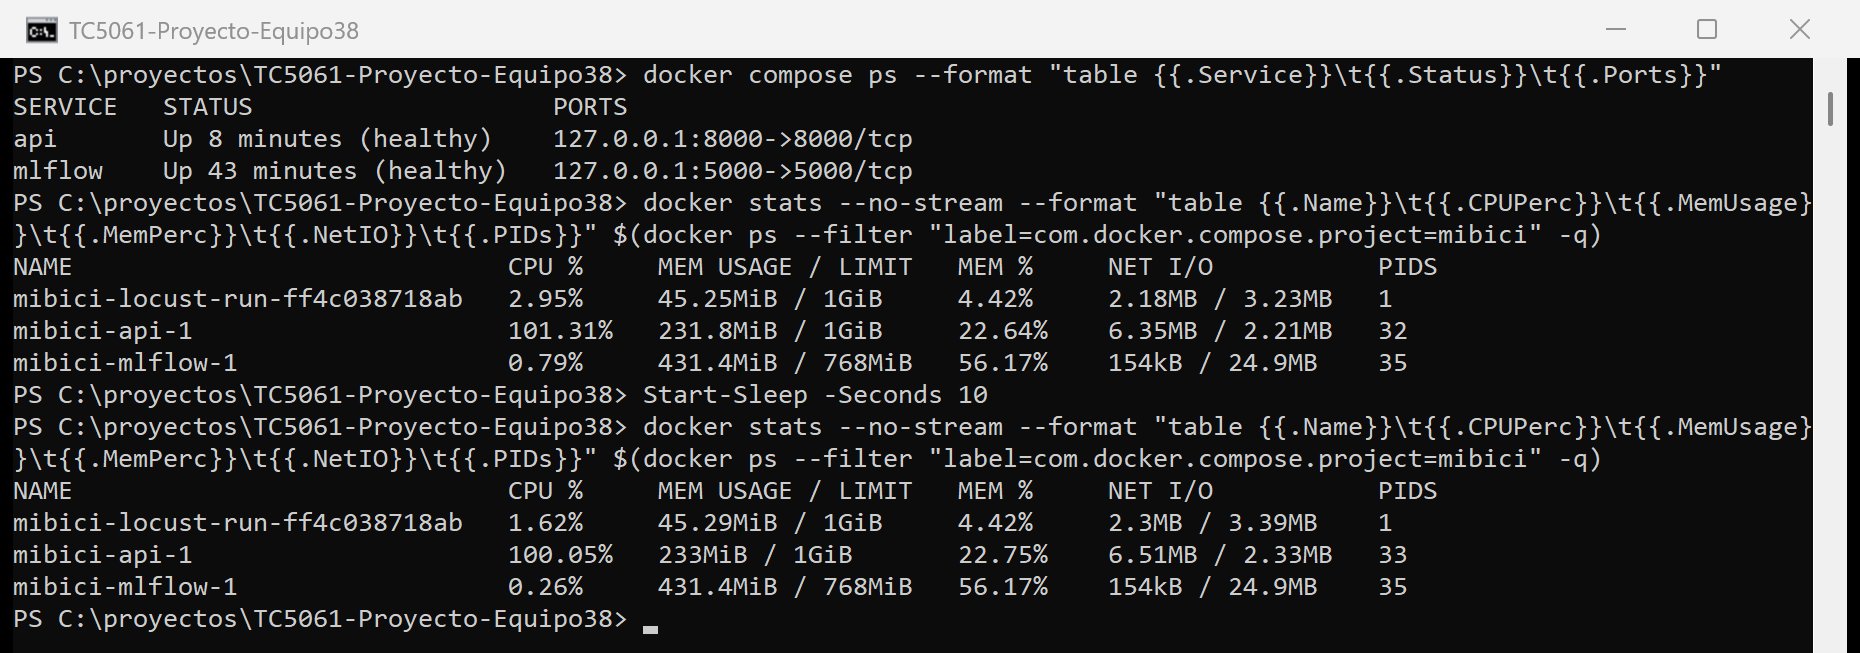 TC5061-Proyecto-Equipo38
PS C:\proyectos\TC5061-Proyecto-Equipo38> docker compose ps --format "table {{.Service}}\t{{.Status}}\t{{.Ports}}"
SERVICE   STATUS                    PORTS
api       Up 8 minutes (healthy)    127.0.0.1:8000->8000/tcp
mlflow    Up 43 minutes (healthy)   127.0.0.1:5000->5000/tcp
PS C:\proyectos\TC5061-Proyecto-Equipo38> docker stats --no-stream --format "table {{.Name}}\t{{.CPUPerc}}\t{{.MemUsage}
}\t{{.MemPerc}}\t{{.NetIO}}\t{{.PIDs}}" $(docker ps --filter "label=com.docker.compose.project=mibici" -q)
NAME                             CPU %     MEM USAGE / LIMIT   MEM %     NET I/O           PIDS
mibici-locust-run-ff4c038718ab   2.95%     45.25MiB / 1GiB     4.42%     2.18MB / 3.23MB   1
mibici-api-1                     101.31%   231.8MiB / 1GiB     22.64%    6.35MB / 2.21MB   32
mibici-mlflow-1                  0.79%     431.4MiB / 768MiB   56.17%    154kB / 24.9MB    35
PS C:\proyectos\TC5061-Proyecto-Equipo38> Start-Sleep -Seconds 10
PS C:\proyectos\TC5061-Proyecto-Equipo38> docker stats --no-stream --format "table {{.Name}}\t{{.CPUPerc}}\t{{.MemUsage}
}\t{{.MemPerc}}\t{{.NetIO}}\t{{.PIDs}}" $(docker ps --filter "label=com.docker.compose.project=mibici" -q)
NAME                             CPU %     MEM USAGE / LIMIT   MEM %     NET I/O           PIDS
mibici-locust-run-ff4c038718ab   1.62%     45.29MiB / 1GiB     4.42%     2.3MB / 3.39MB    1
mibici-api-1                     100.05%   233MiB / 1GiB       22.75%    6.51MB / 2.33MB   33
mibici-mlflow-1                  0.26%     431.4MiB / 768MiB   56.17%    154kB / 24.9MB    35
PS C:\proyectos\TC5061-Proyecto-Equipo38>